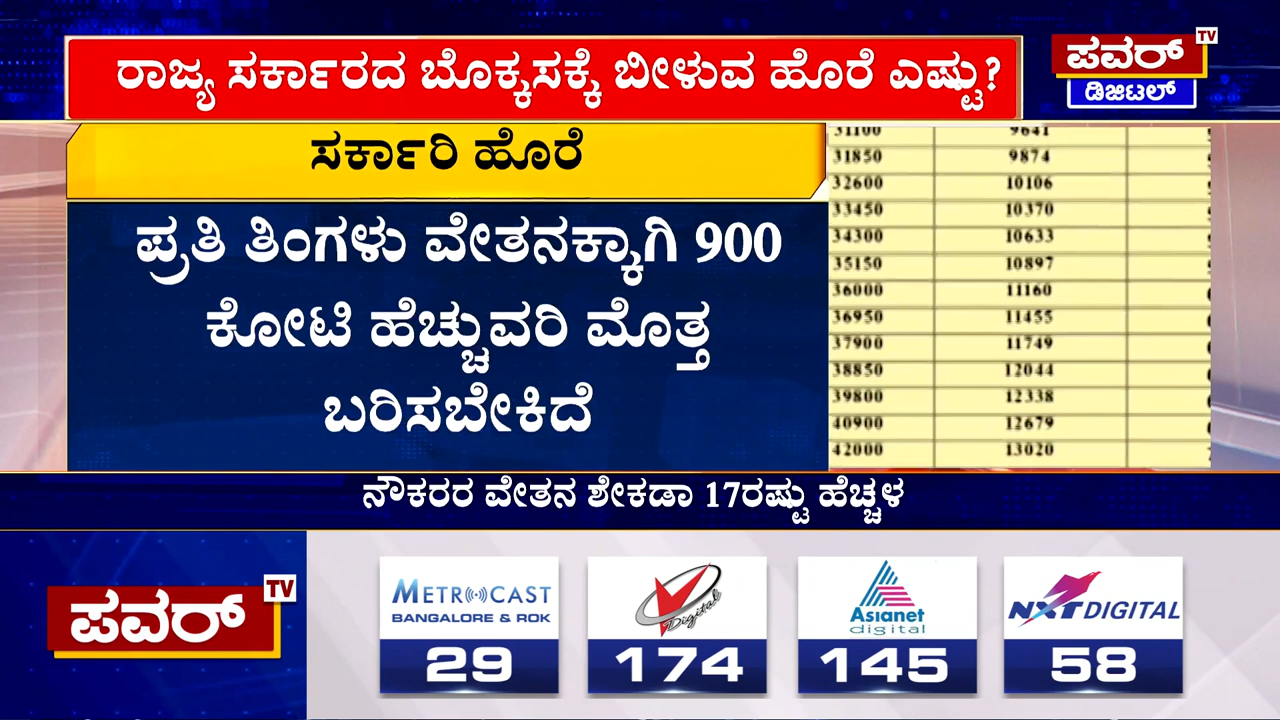 ರಾಜ್ಯ ಸರ್ಕಾರದ ಬೊಕ್ಕಸಕ್ಕೆ ಬೀಳುವ ಹೊರೆ ಎಷ್ಟು?
ಪವರ್ TV
ಡಿಜಿಟಲ್
ಸರ್ಕಾರಿ ಹೊರೆ
ಪ್ರತಿ ತಿಂಗಳು ವೇತನಕ್ಕಾಗಿ 900
ಕೋಟಿ ಹೆಚ್ಚುವರಿ ಮೊತ್ತ
ಬರಿಸಬೇಕಿದೆ
31100 9641
31850 9874
32600 10106
33450 10370
34300 10633
35150 10897
36000 11160
36950 11455
37900 11749
38850 12044
39800 12338
40900 12679
42000 13020
ನೌಕರರ ವೇತನ ಶೇಕಡಾ 17ರಷ್ಟು ಹೆಚ್ಚಳ
ಪವರ್ TV
METROCAST
BANGALORE & ROK
29
V Digital
174
Asianet
digital
145
NXTDIGITAL
58